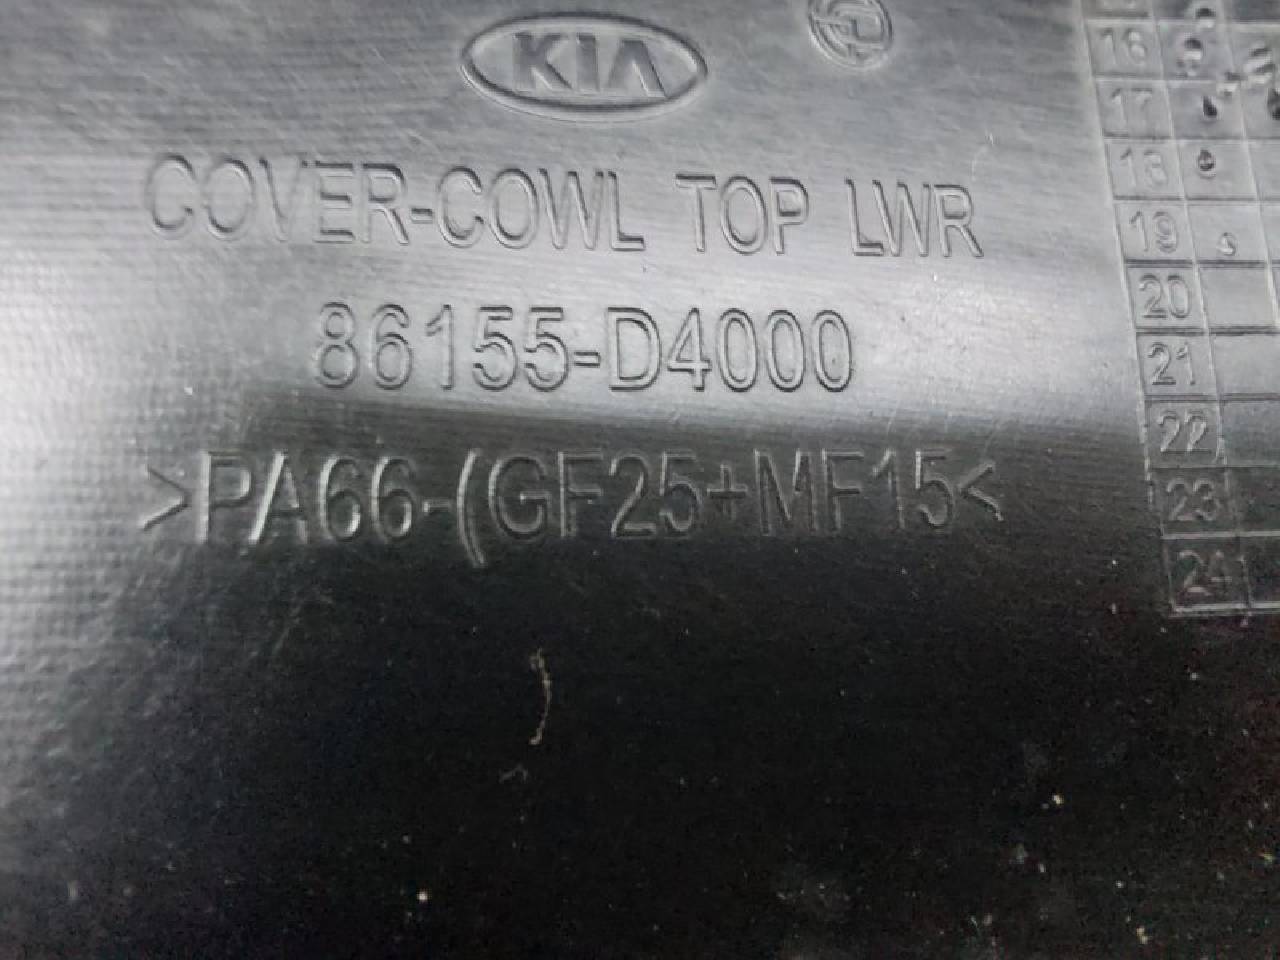 KIA
COVER-COWL TOP LWR
86155-D4000
>PA66-(GF25+MF15<
16
17
18
19
20
21
22
23
24